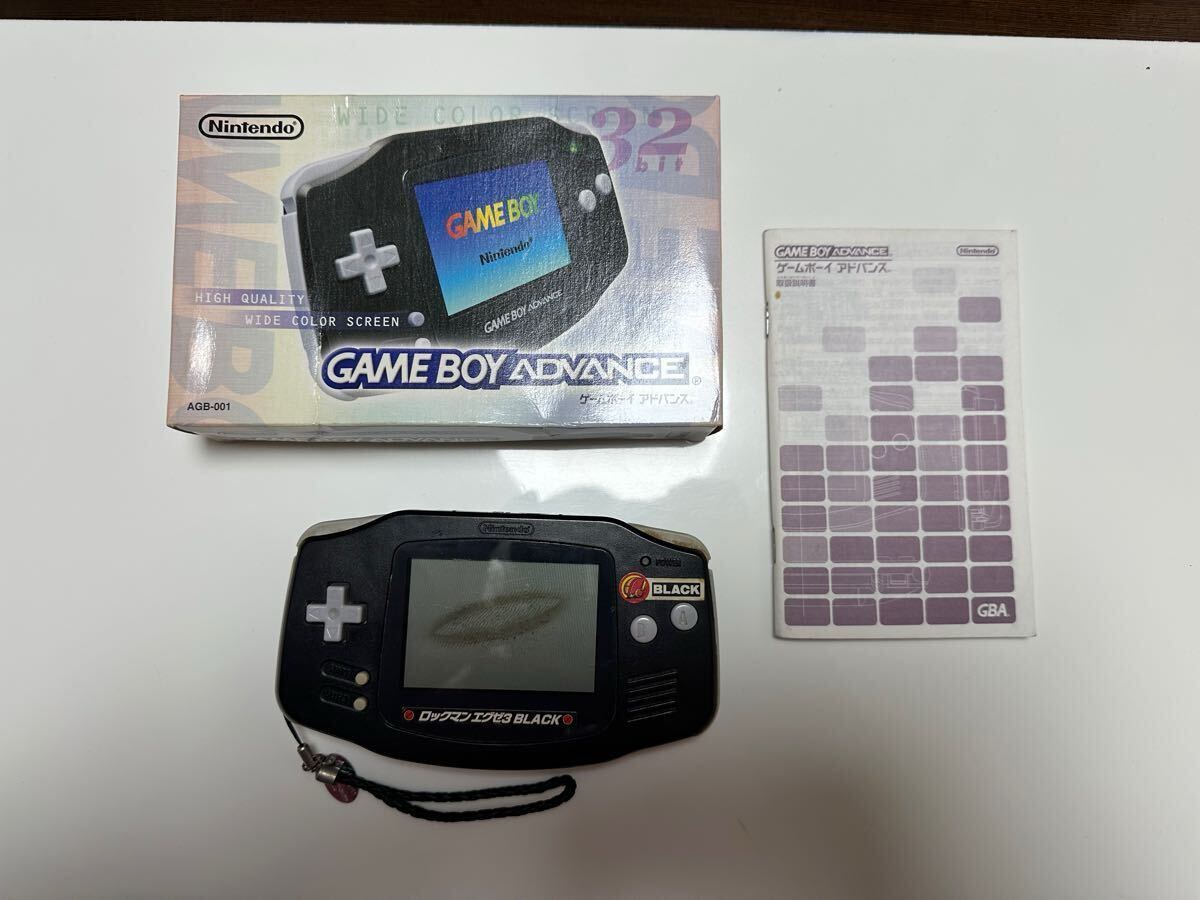 Nintendo®
WIDE COLOR SCREEN
32
bit
GAME BOY
Nintendo®
GAME BOY ADVANCE
HIGH QUALITY
WIDE COLOR SCREEN
GAME BOY ADVANCE®
ゲームボーイ アドバンス
AGB-001
GAME BOY ADVANCE
Nintendo
ゲームボーイ アドバンス
取扱説明書
GBA
Nintendo
POWER
BLACK
B
A
ロックマン エグゼ3 BLACK